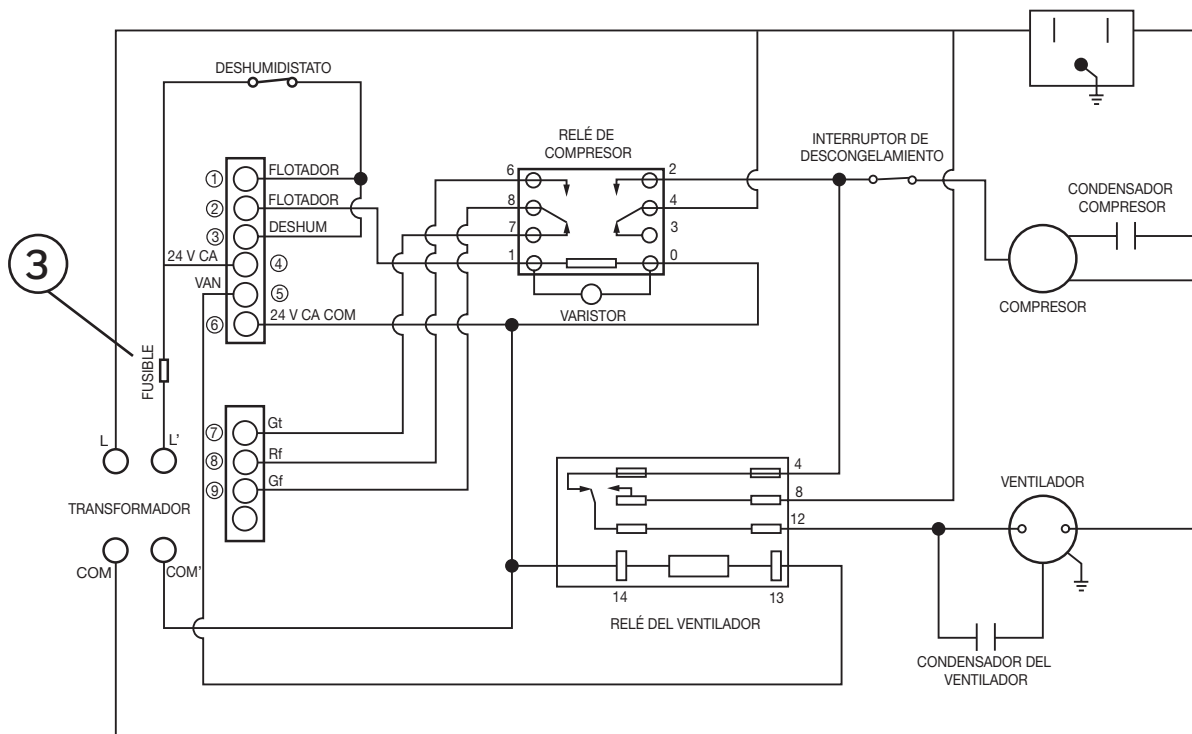 DESHUMIDISTATO
1 FLOTADOR
2 FLOTADOR
3 DESHUM
24 V CA 4
VAN 5
6 24 V CA COM
3
FUSIBLE
7 Gt
8 Rf
9 Gf
L L'
TRANSFORMADOR
COM COM'
RELÉ DE
COMPRESOR
6 2
8 4
7 3
1 0
VARISTOR
INTERRUPTOR DE
DESCONGELAMIENTO
CONDENSADOR
COMPRESOR
COMPRESOR
4
8
12
14 13
RELÉ DEL VENTILADOR
VENTILADOR
CONDENSADOR DEL
VENTILADOR